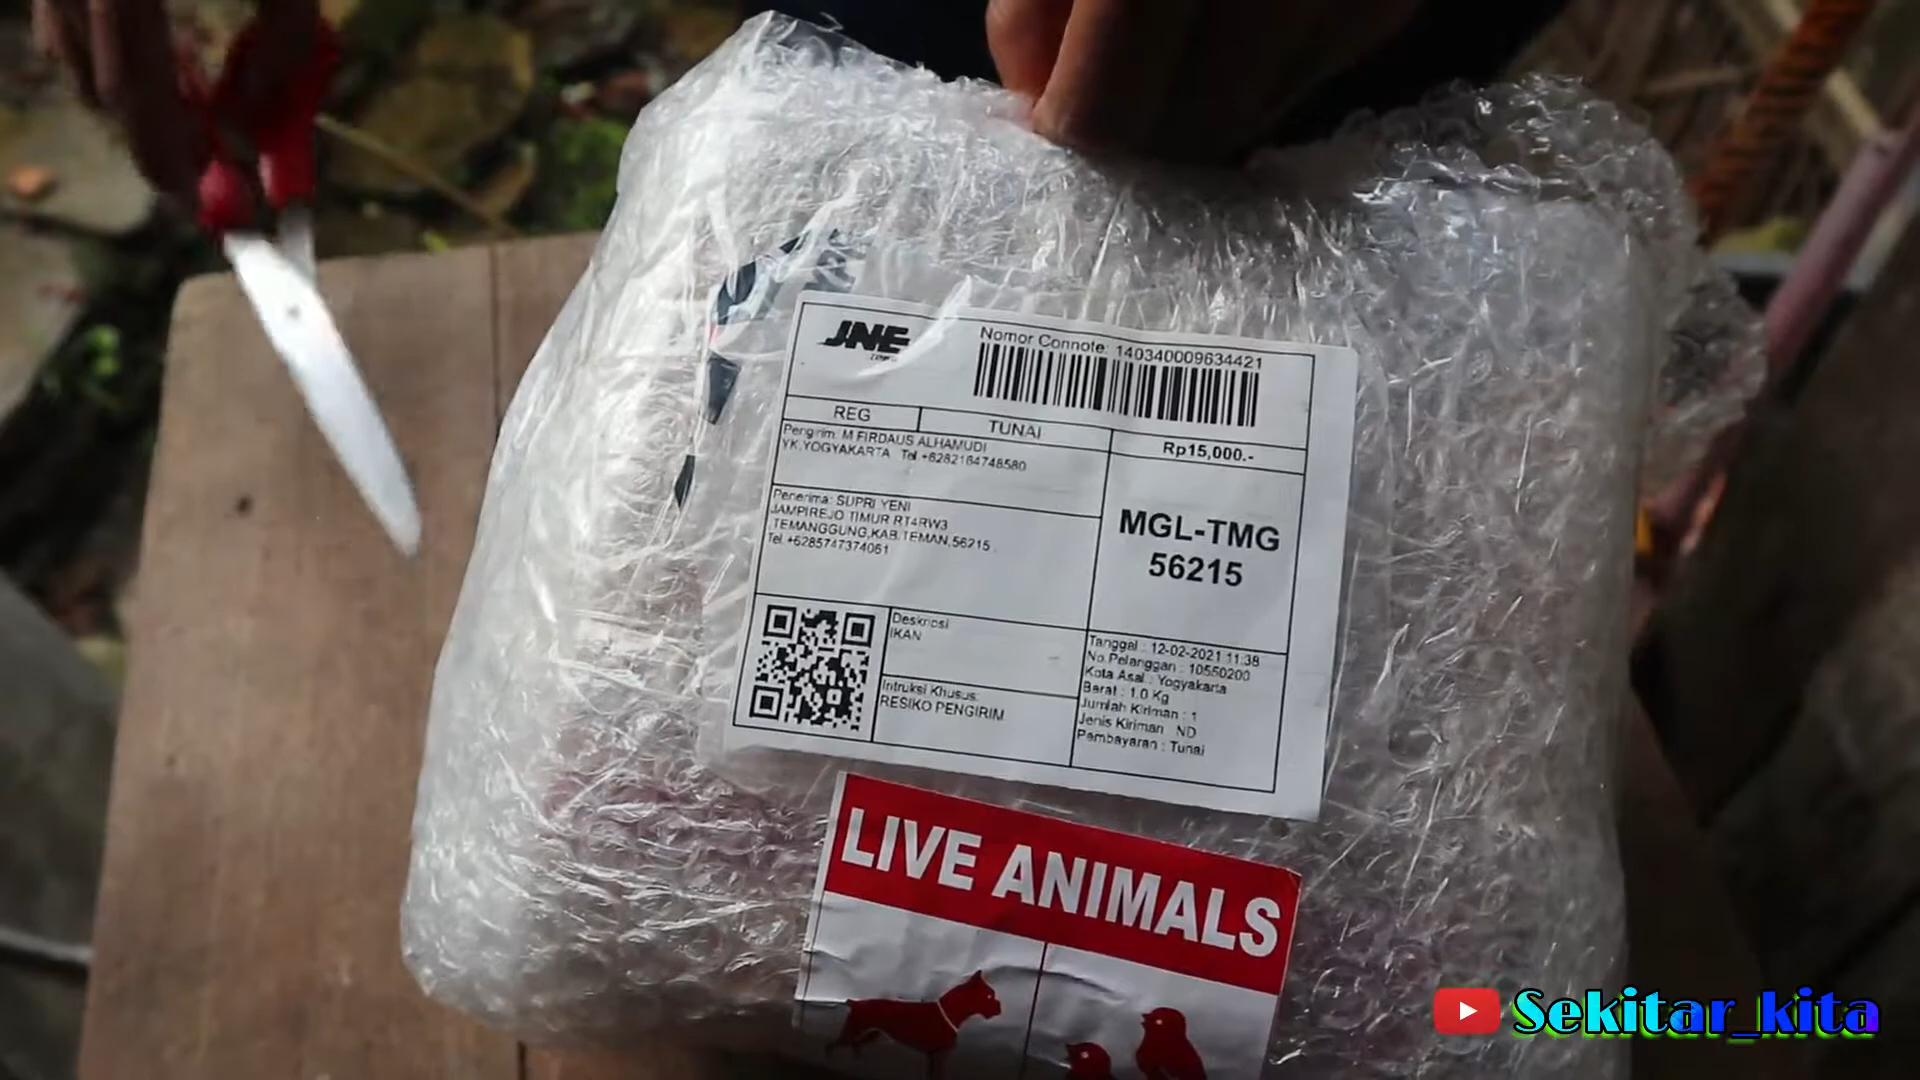 JNE
Nomor Connote: 140340009634421
REG
TUNAI
Rp15,000.-
Pengirim: M FIRDAUS ALHAMUDI
YK,YOGYAKARTA Tel +6282164748580
Penerima: SUPRI YENI
JAMPIREJO TIMUR RT4RW3
,TEMANGGUNG,KAB.TEMAN,56215 .
Tel.+6285747374061
MGL-TMG
56215
Deskripsi
IKAN
Intruksi Khusus:
RESIKO PENGIRIM
Tanggal : 12-02-2021 11:38
No.Pelanggan : 10550200
Kota Asal : Yogyakarta
Berat : 1.0 Kg
Jumlah Kiriman : 1
Jenis Kiriman ND
Pembayaran : Tunai
LIVE ANIMALS
Sekitar_kita